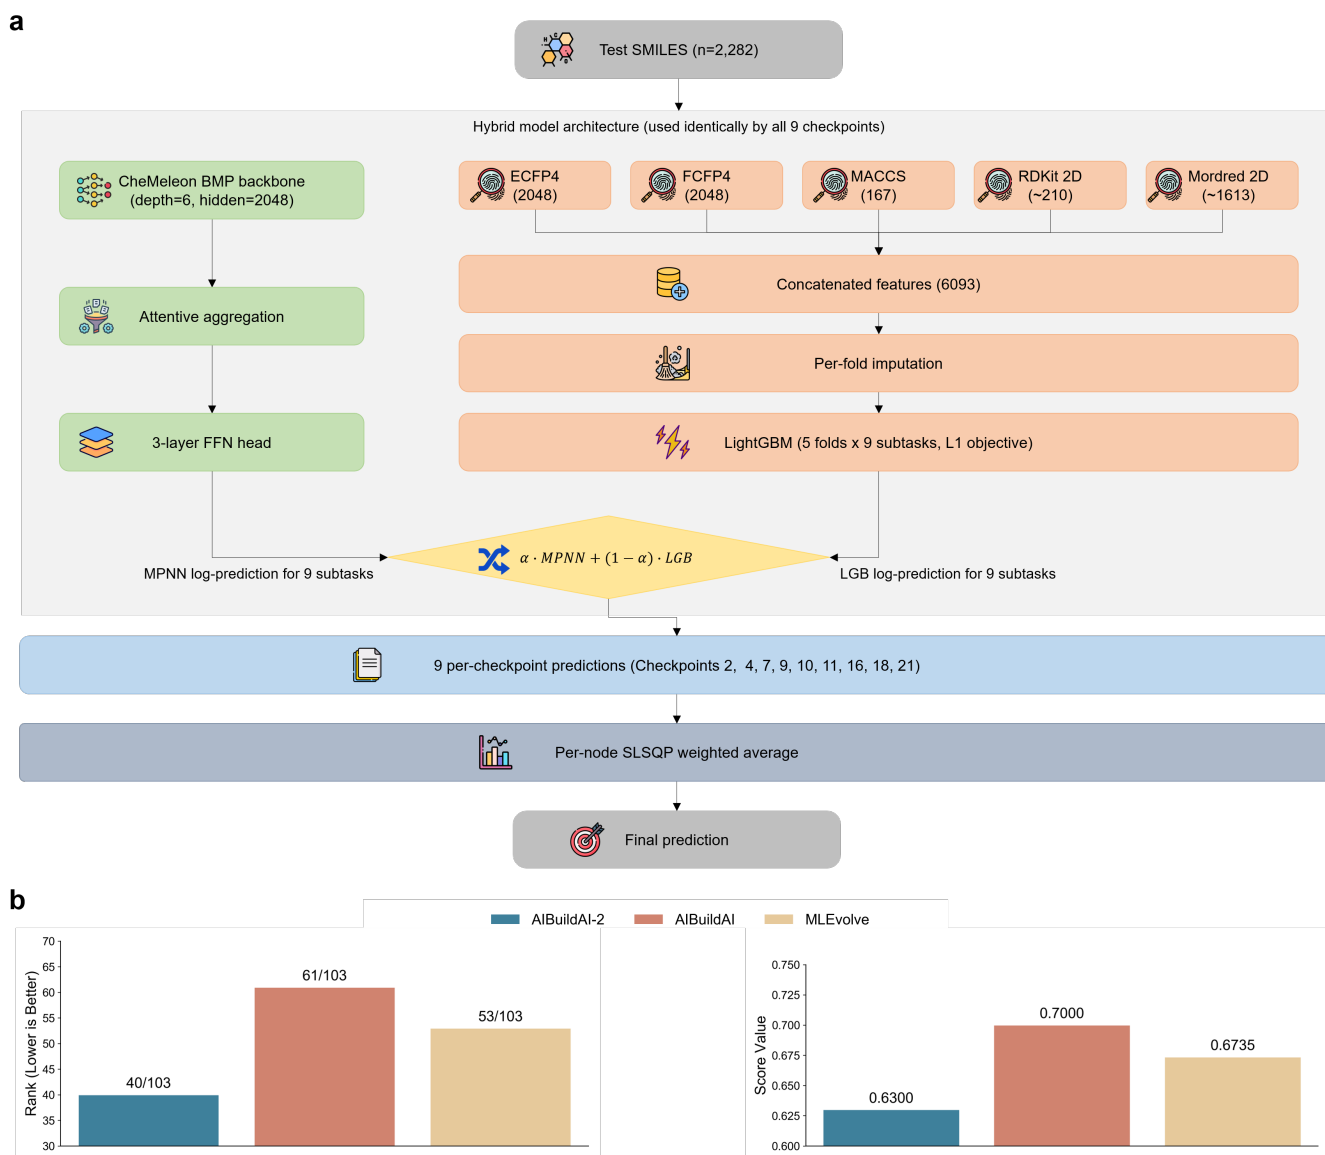 a
Test SMILES (n=2,282)
Hybrid model architecture (used identically by all 9 checkpoints)
CheMeleon BMP backbone
(depth=6, hidden=2048)
ECFP4
(2048)
FCFP4
(2048)
MACCS
(167)
RDKit 2D
(~210)
Mordred 2D
(~1613)
Concatenated features (6093)
Attentive aggregation
Per-fold imputation
3-layer FFN head
LightGBM (5 folds x 9 subtasks, L1 objective)
α · MPNN + (1 − α) · LGB
MPNN log-prediction for 9 subtasks
LGB log-prediction for 9 subtasks
9 per-checkpoint predictions (Checkpoints 2, 4, 7, 9, 10, 11, 16, 18, 21)
Per-node SLSQP weighted average
Final prediction
b
AIBuildAI-2
AIBuildAI
MLEvolve
Rank (Lower is Better)
70
65
60
55
50
45
40
35
30
40/103
61/103
53/103
Score Value
0.750
0.725
0.700
0.675
0.650
0.625
0.600
0.6300
0.7000
0.6735